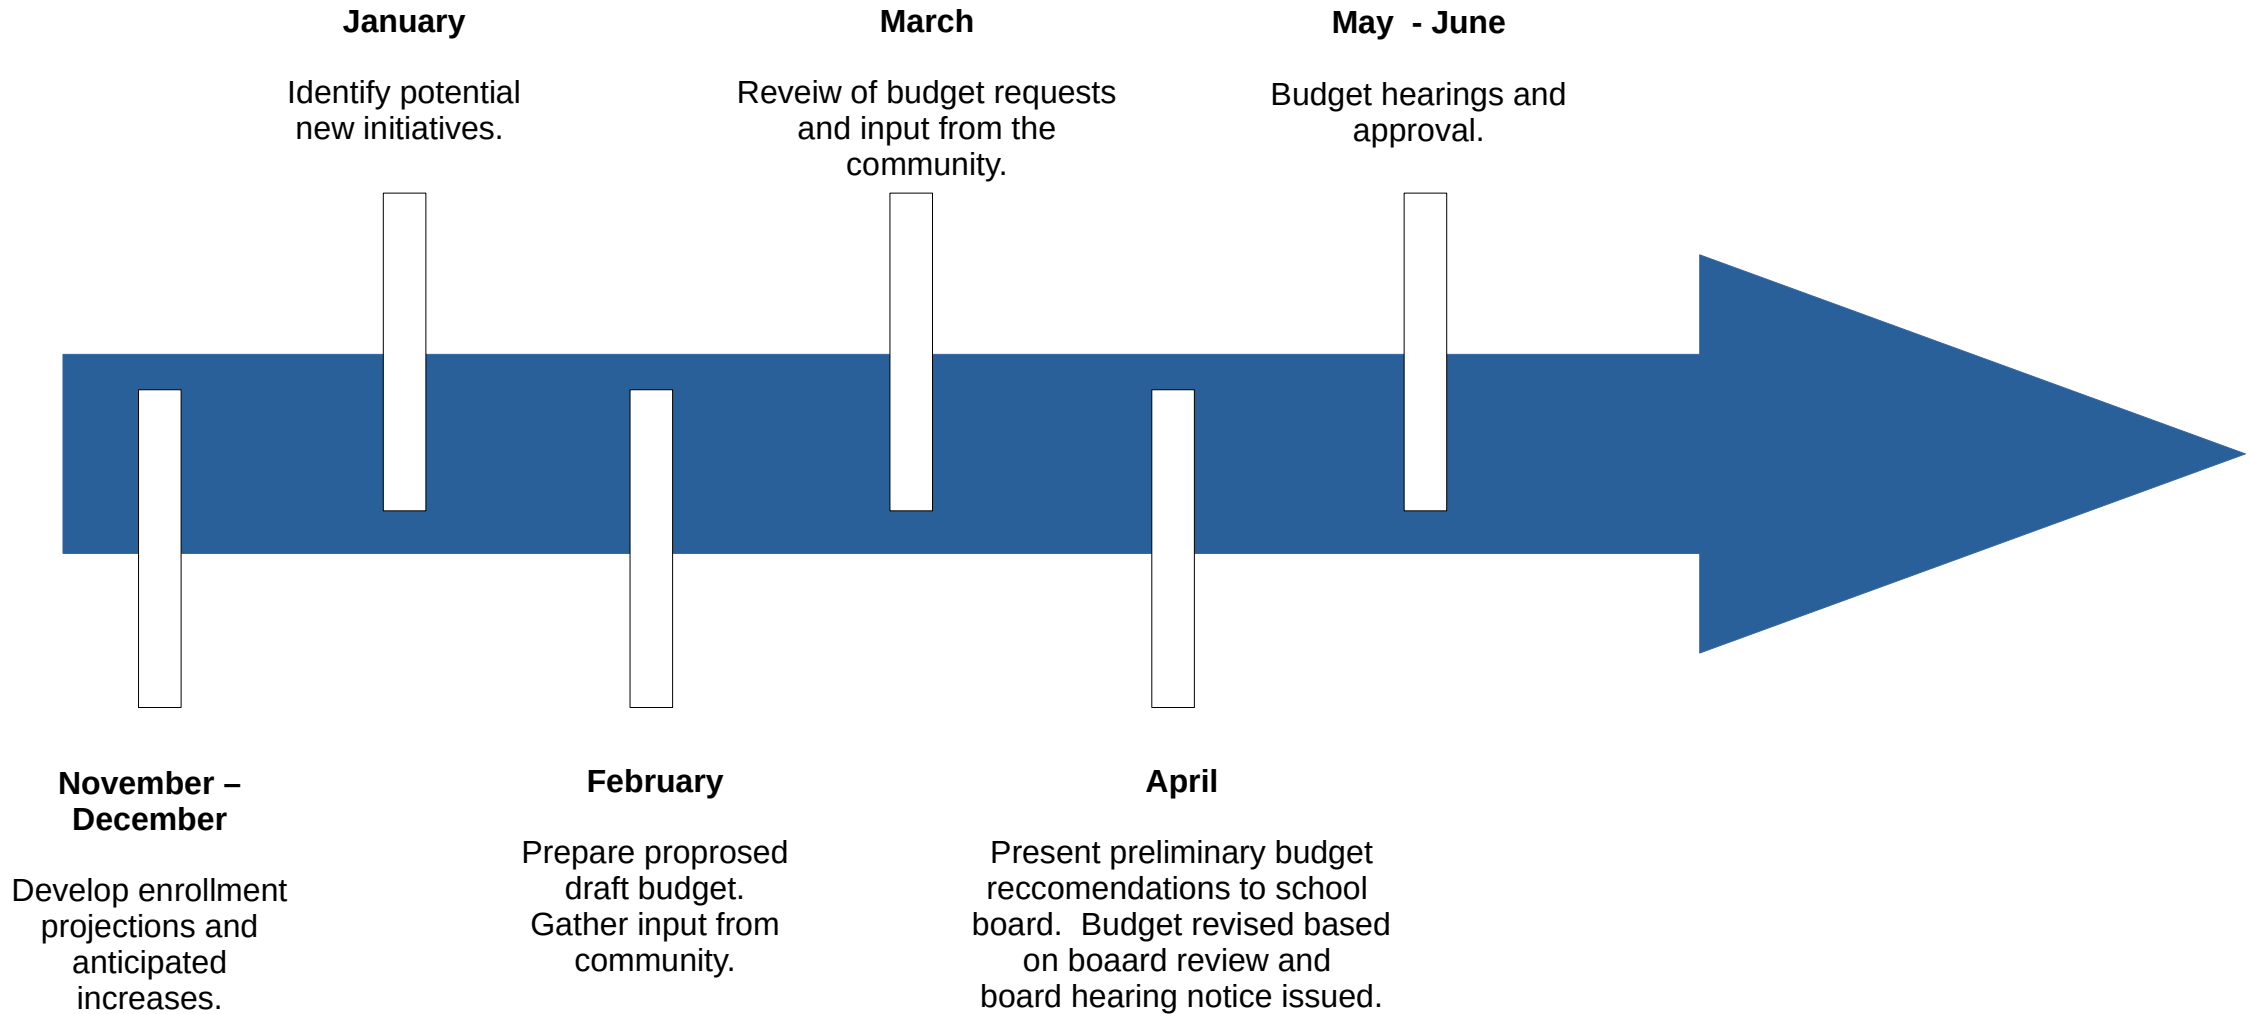 January
Identify potential
new initiatives.
March
Reveiw of budget requests
and input from the
community.
May  - June
Budget hearings and
approval.
November –
December
Develop enrollment
projections and
anticipated
increases.
February
Prepare proprosed
draft budget.
Gather input from
community.
April
Present preliminary budget
reccomendations to school
board.  Budget revised based
on boaard review and
board hearing notice issued.